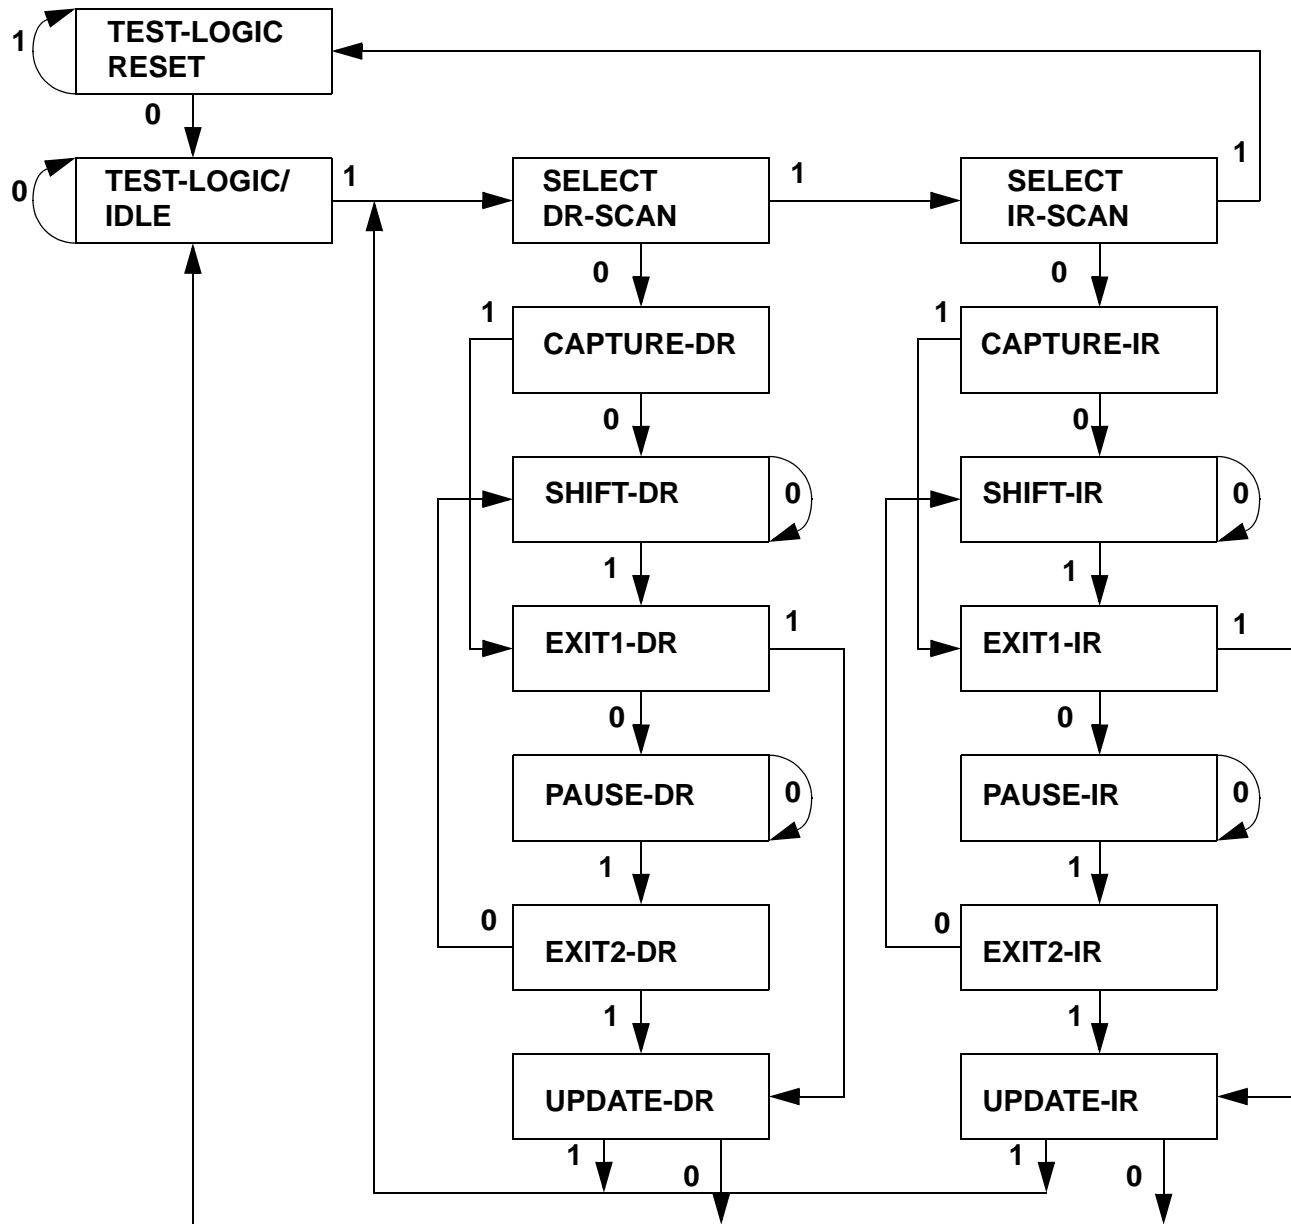 1
TEST-LOGIC
RESET
0
0
TEST-LOGIC/
IDLE
1
SELECT
DR-SCAN
1
SELECT
IR-SCAN
1
0
0
1
CAPTURE-DR
1
CAPTURE-IR
0
0
SHIFT-DR
0
SHIFT-IR
0
1
1
EXIT1-DR
1
EXIT1-IR
1
0
0
PAUSE-DR
0
PAUSE-IR
0
1
1
0
EXIT2-DR
0
EXIT2-IR
1
1
UPDATE-DR
UPDATE-IR
1
0
1
0